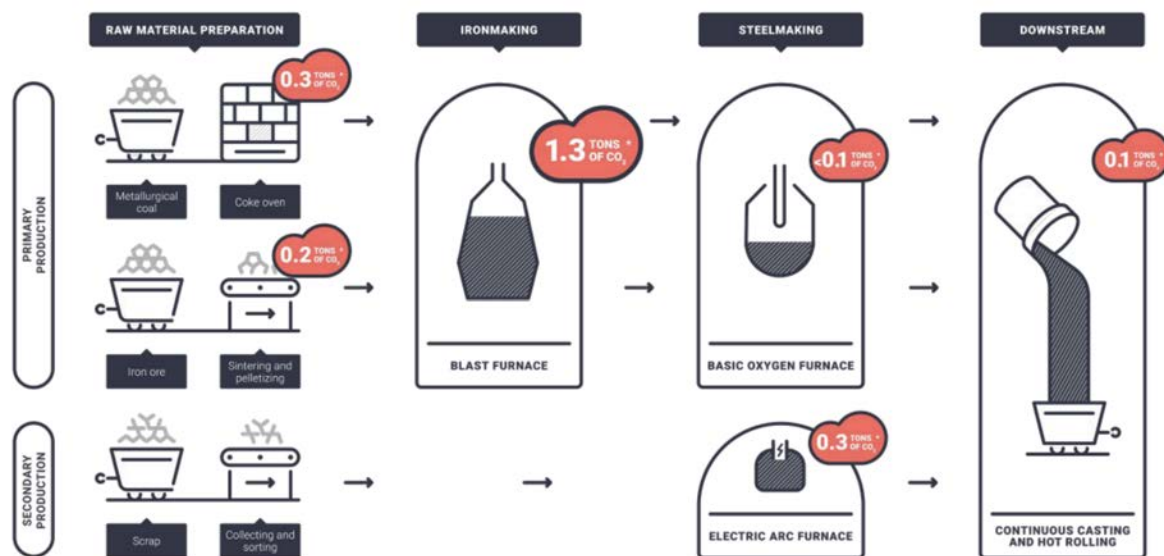 RAW MATERIAL PREPARATION
IRONMAKING
STEELMAKING
DOWNSTREAM
PRIMARY
PRODUCTION
0.3 TONS *
OF CO₂
Metallurgical
coal
Coke oven
0.2 TONS *
OF CO₂
Iron ore
Sintering and
pelletizing
1.3 TONS *
OF CO₂
BLAST FURNACE
<0.1 TONS *
OF CO₂
BASIC OXYGEN FURNACE
0.1 TONS *
OF CO₂
SECONDARY
PRODUCTION
Scrap
Collecting and
sorting
0.3 TONS *
OF CO₂
ELECTRIC ARC FURNACE
CONTINUOUS CASTING
AND HOT ROLLING